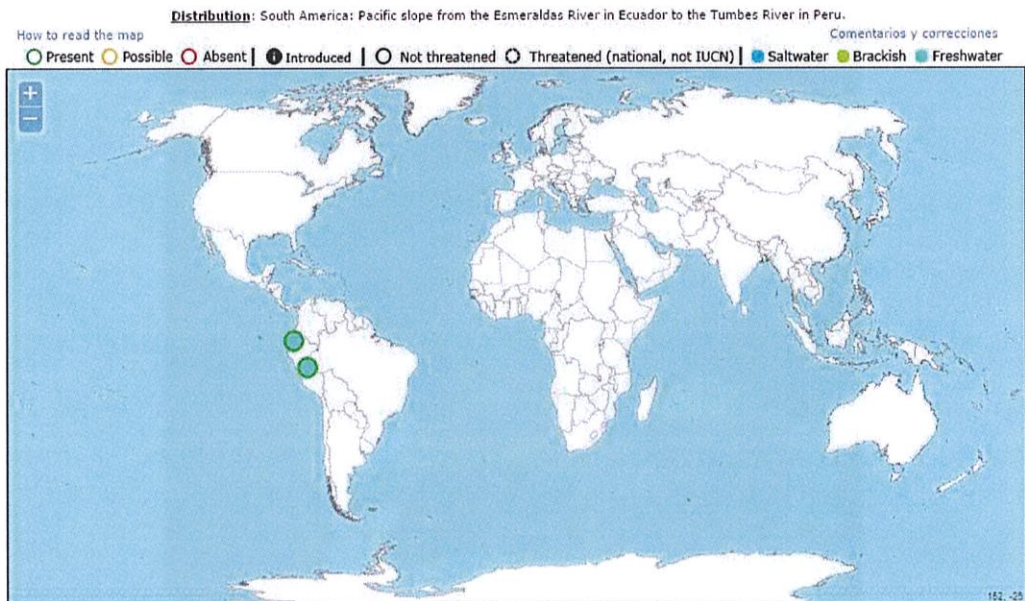 Distribution: South America: Pacific slope from the Esmeraldas River in Ecuador to the Tumbes River in Peru.
How to read the map Comentarios y correcciones
Present Possible Absent | i Introduced | Not threatened Threatened (national, not IUCN) | Saltwater Brackish Freshwater
+
−
152, -25